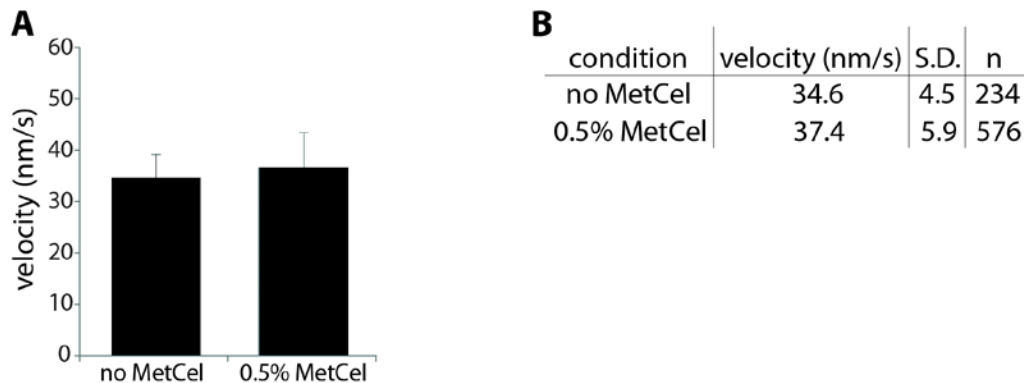 A
60
50
40
30
20
10
0
velocity (nm/s)
no MetCel
0.5% MetCel
B
condition velocity (nm/s) S.D. n
no MetCel 34.6 4.5 234
0.5% MetCel 37.4 5.9 576